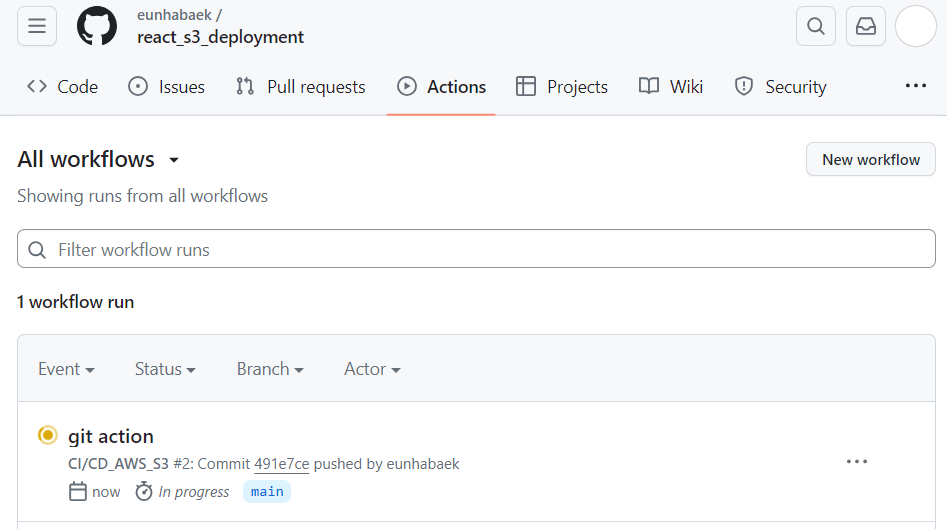 eunhabaek /
react_s3_deployment
Code Issues Pull requests Actions Projects Wiki Security
All workflows
New workflow
Showing runs from all workflows
Filter workflow runs
1 workflow run
Event Status Branch Actor
git action
CI/CD_AWS_S3 #2: Commit 491e7ce pushed by eunhabaek
now In progress main